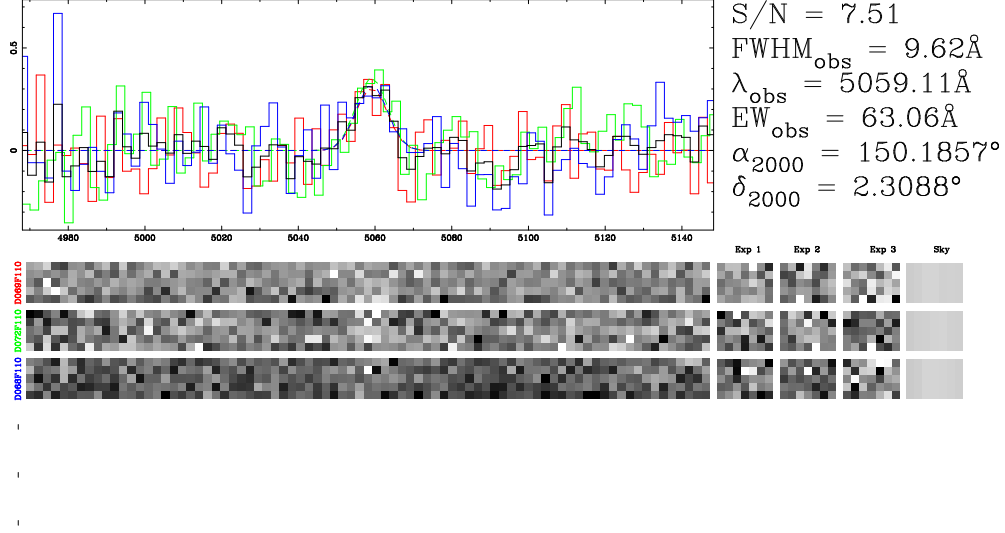 S/N = 7.51
FWHM_obs = 9.62Å
λ_obs = 5059.11Å
EW_obs = 63.06Å
α_2000 = 150.1857°
δ_2000 = 2.3088°
0.5
0
4980 5000 5020 5040 5060 5080 5100 5120 5140
Exp 1 Exp 2 Exp 3 Sky
D069F110
D072F110
D068F110